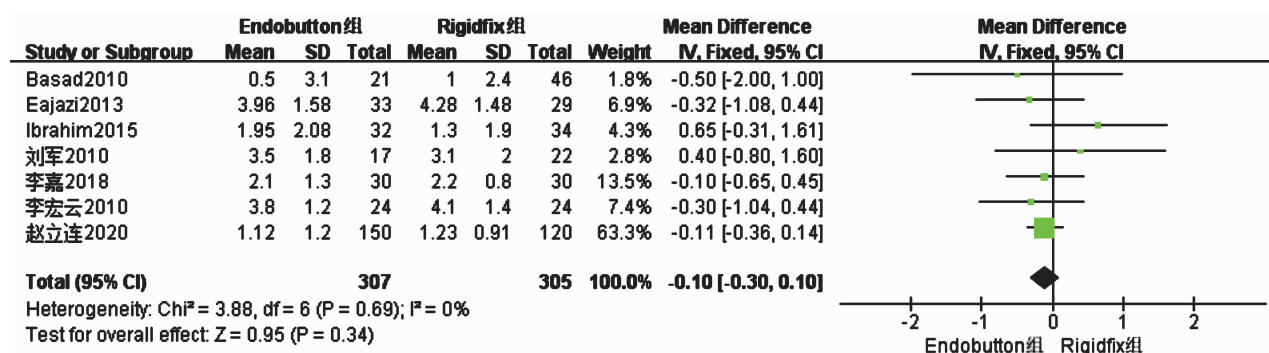 Endobutton组 Rigidfix组 Mean Difference Mean Difference
Study or Subgroup Mean SD Total Mean SD Total Weight IV, Fixed, 95% CI IV, Fixed, 95% CI
Basad2010 0.5 3.1 21 1 2.4 46 1.8% -0.50 [-2.00, 1.00]
Eajazi2013 3.96 1.58 33 4.28 1.48 29 6.9% -0.32 [-1.08, 0.44]
Ibrahim2015 1.95 2.08 32 1.3 1.9 34 4.3% 0.65 [-0.31, 1.61]
刘军2010 3.5 1.8 17 3.1 2 22 2.8% 0.40 [-0.80, 1.60]
李嘉2018 2.1 1.3 30 2.2 0.8 30 13.5% -0.10 [-0.65, 0.45]
李宏云2010 3.8 1.2 24 4.1 1.4 24 7.4% -0.30 [-1.04, 0.44]
赵立连2020 1.12 1.2 150 1.23 0.91 120 63.3% -0.11 [-0.36, 0.14]
Total (95% CI) 307 305 100.0% -0.10 [-0.30, 0.10]
Heterogeneity: Chi² = 3.88, df = 6 (P = 0.69); I² = 0%
Test for overall effect: Z = 0.95 (P = 0.34)
-2 -1 0 1 2
Endobutton组 Rigidfix组